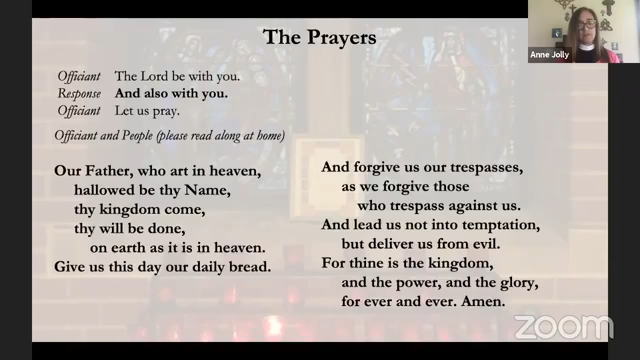 The Prayers
Anne Jolly
Officiant The Lord be with you.
Response And also with you.
Officiant Let us pray.
Officiant and People (please read along at home)
Our Father, who art in heaven,
hallowed be thy Name,
thy kingdom come,
thy will be done,
on earth as it is in heaven.
Give us this day our daily bread.
And forgive us our trespasses,
as we forgive those
who trespass against us.
And lead us not into temptation,
but deliver us from evil.
For thine is the kingdom,
and the power, and the glory,
for ever and ever. Amen.
zoom